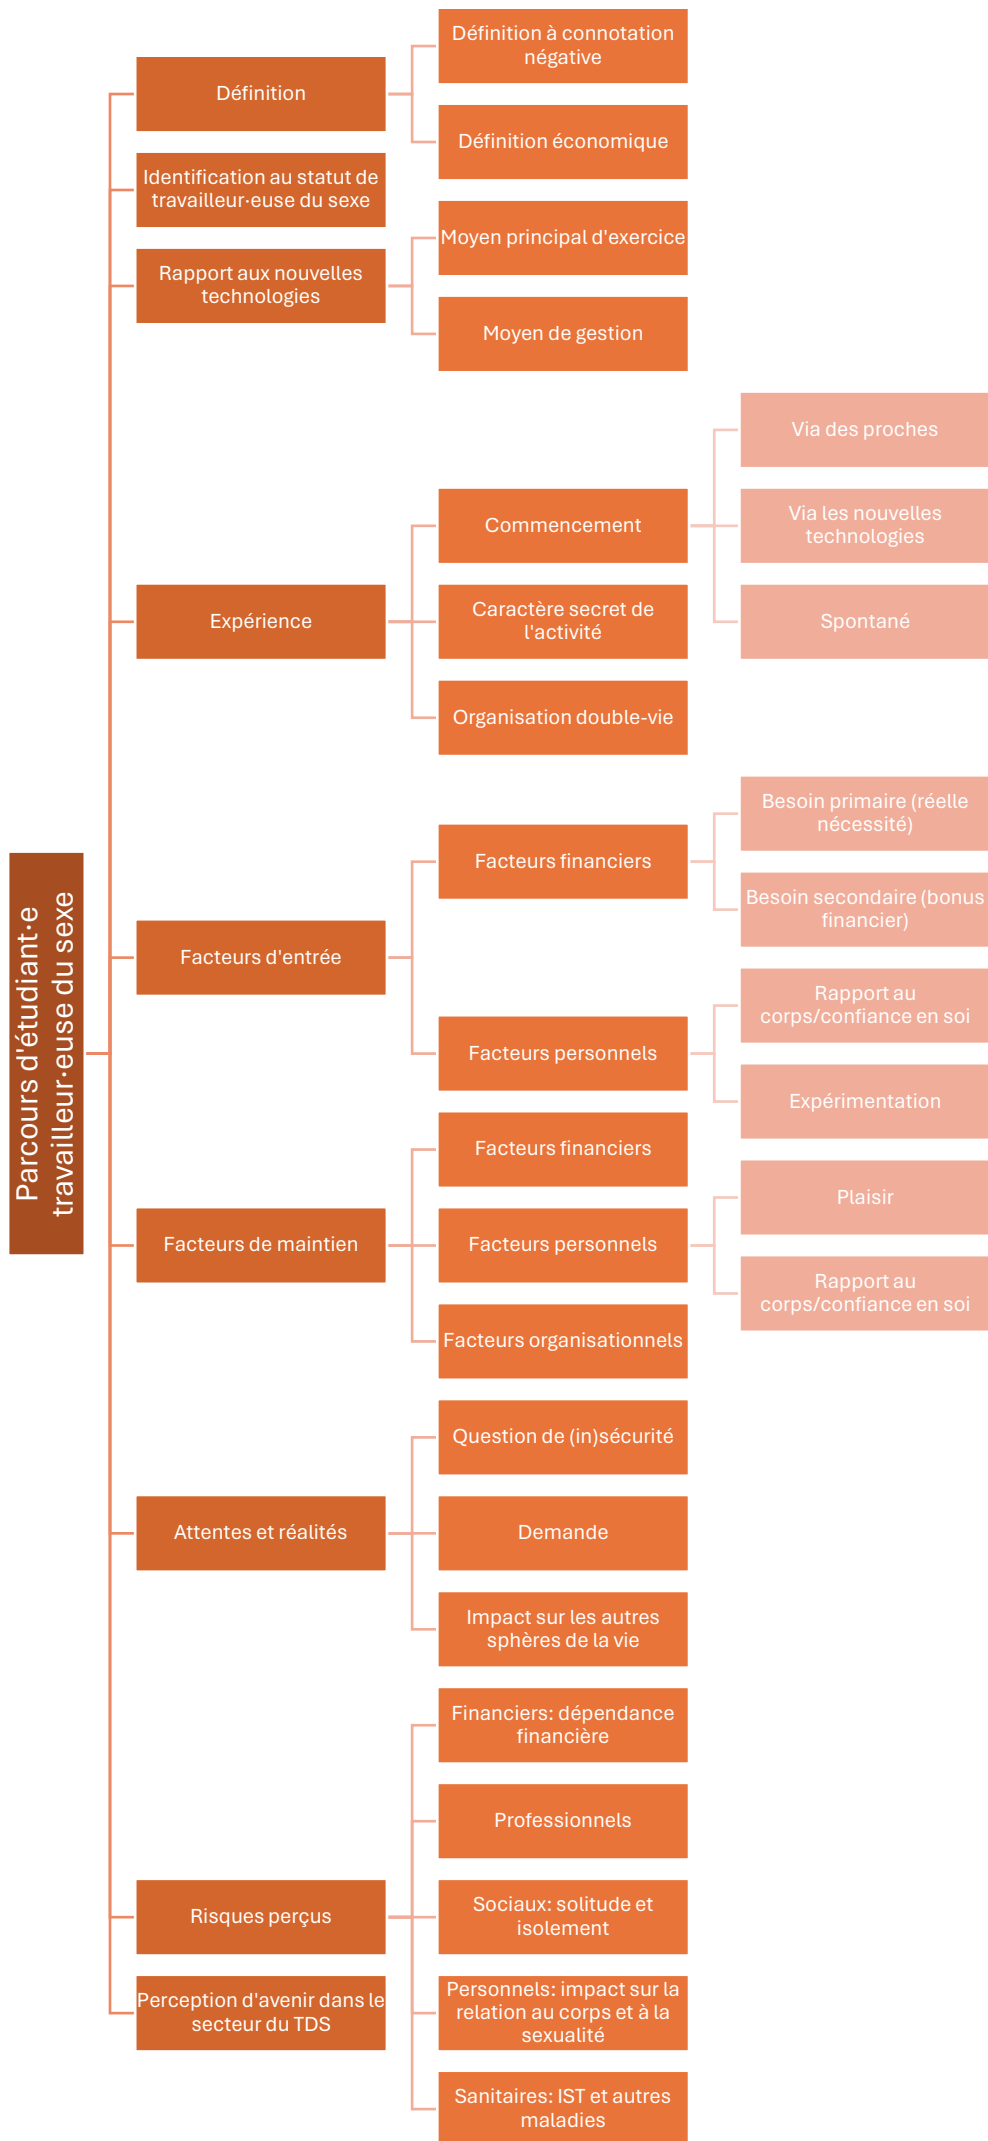 Parcours d'étudiant·e
travailleur·euse du sexe
Définition
Définition à connotation
négative
Définition économique
Identification au statut de
travailleur·euse du sexe
Rapport aux nouvelles
technologies
Moyen principal d'exercice
Moyen de gestion
Expérience
Commencement
Via des proches
Via les nouvelles
technologies
Spontané
Caractère secret de
l'activité
Organisation double-vie
Facteurs d'entrée
Facteurs financiers
Besoin primaire (réelle
nécessité)
Besoin secondaire (bonus
financier)
Facteurs personnels
Rapport au
corps/confiance en soi
Expérimentation
Facteurs de maintien
Facteurs financiers
Facteurs personnels
Plaisir
Rapport au
corps/confiance en soi
Facteurs organisationnels
Attentes et réalités
Question de (in)sécurité
Demande
Impact sur les autres
sphères de la vie
Risques perçus
Financiers: dépendance
financière
Professionnels
Sociaux: solitude et
isolement
Personnels: impact sur la
relation au corps et à la
sexualité
Sanitaires: IST et autres
maladies
Perception d'avenir dans le
secteur du TDS